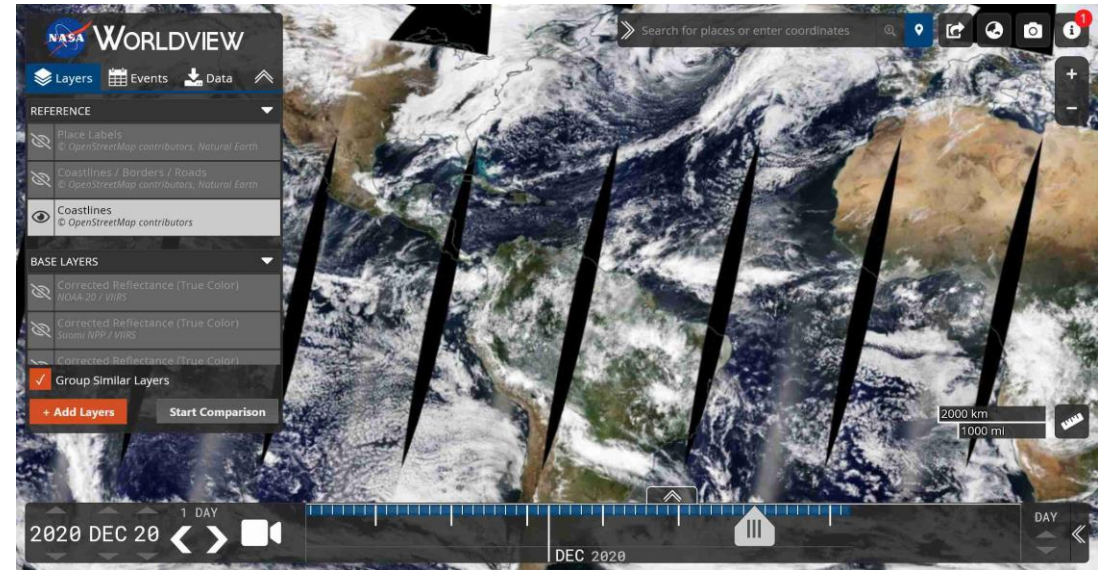 NASA WORLDVIEW
Search for places or enter coordinates
1
Layers Events Data
+
−
REFERENCE
Place Labels
© OpenStreetMap contributors, Natural Earth
Coastlines / Borders / Roads
© OpenStreetMap contributors, Natural Earth
Coastlines
© OpenStreetMap contributors
BASE LAYERS
Corrected Reflectance (True Color)
NOAA-20 / VIIRS
Corrected Reflectance (True Color)
Suomi NPP / VIIRS
Corrected Reflectance (True Color)
Group Similar Layers
+ Add Layers Start Comparison
2000 km
1000 mi
1 DAY
2020 DEC 20
DEC 2020
DAY